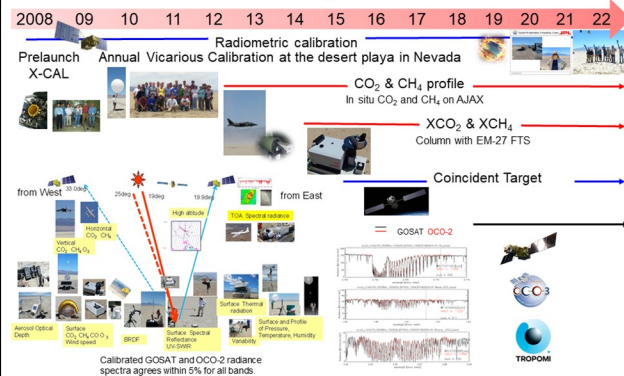 2008 09 10 11 12 13 14 15 16 17 18 19 20 21 22
Radiometric calibration
Prelaunch
X-CAL
Annual Vicarious Calibration at the desert playa in Nevada
CO2 & CH4 profile
In situ CO2 and CH4 on AJAX
XCO2 & XCH4
Column with EM-27 FTS
Coincident Target
from West
33.0deg
25deg
19deg
19.9deg
from East
High altitude
TOA Spectral radiance
Horizontal
CO2 CH4
Vertical
CO2 CH4 O3
GOSAT OCO-2
Aerosol Optical
Depth
Surface
CO2 CH4 CO O3
Wind speed
BRDF
Surface Spectral
Reflectance
UV-SWIR
Surface Thermal
radiation
Variability
Surface and Profile
of Pressure,
Temperature, Humidity
Calibrated GOSAT and OCO-2 radiance
spectra agrees within 5% for all bands.
JPL
TROPOMI